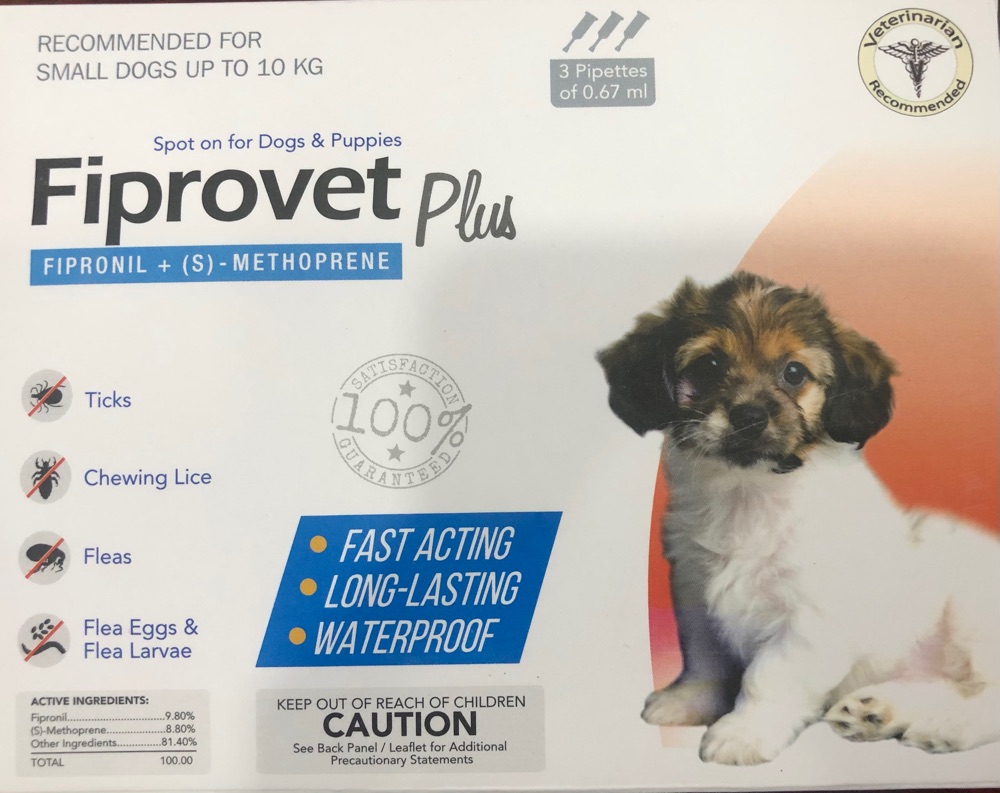 RECOMMENDED FOR
SMALL DOGS UP TO 10 KG
3 Pipettes
of 0.67 ml
Veterinarian
Recommended
Spot on for Dogs & Puppies
Fiprovet Plus
FIPRONIL + (S)-METHOPRENE
Ticks
Chewing Lice
Fleas
Flea Eggs &
Flea Larvae
SATISFACTION
100%
GUARANTEED
FAST ACTING
LONG-LASTING
WATERPROOF
ACTIVE INGREDIENTS:
Fipronil..............................9.80%
(S)-Methoprene..................8.80%
Other Ingredients.............81.40%
TOTAL 100.00
KEEP OUT OF REACH OF CHILDREN
CAUTION
See Back Panel / Leaflet for Additional
Precautionary Statements